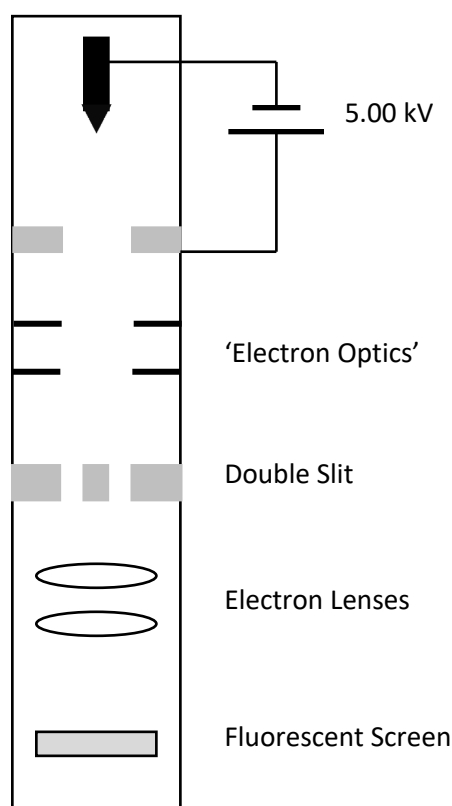 5.00 kV
‘Electron Optics’
Double Slit
Electron Lenses
Fluorescent Screen